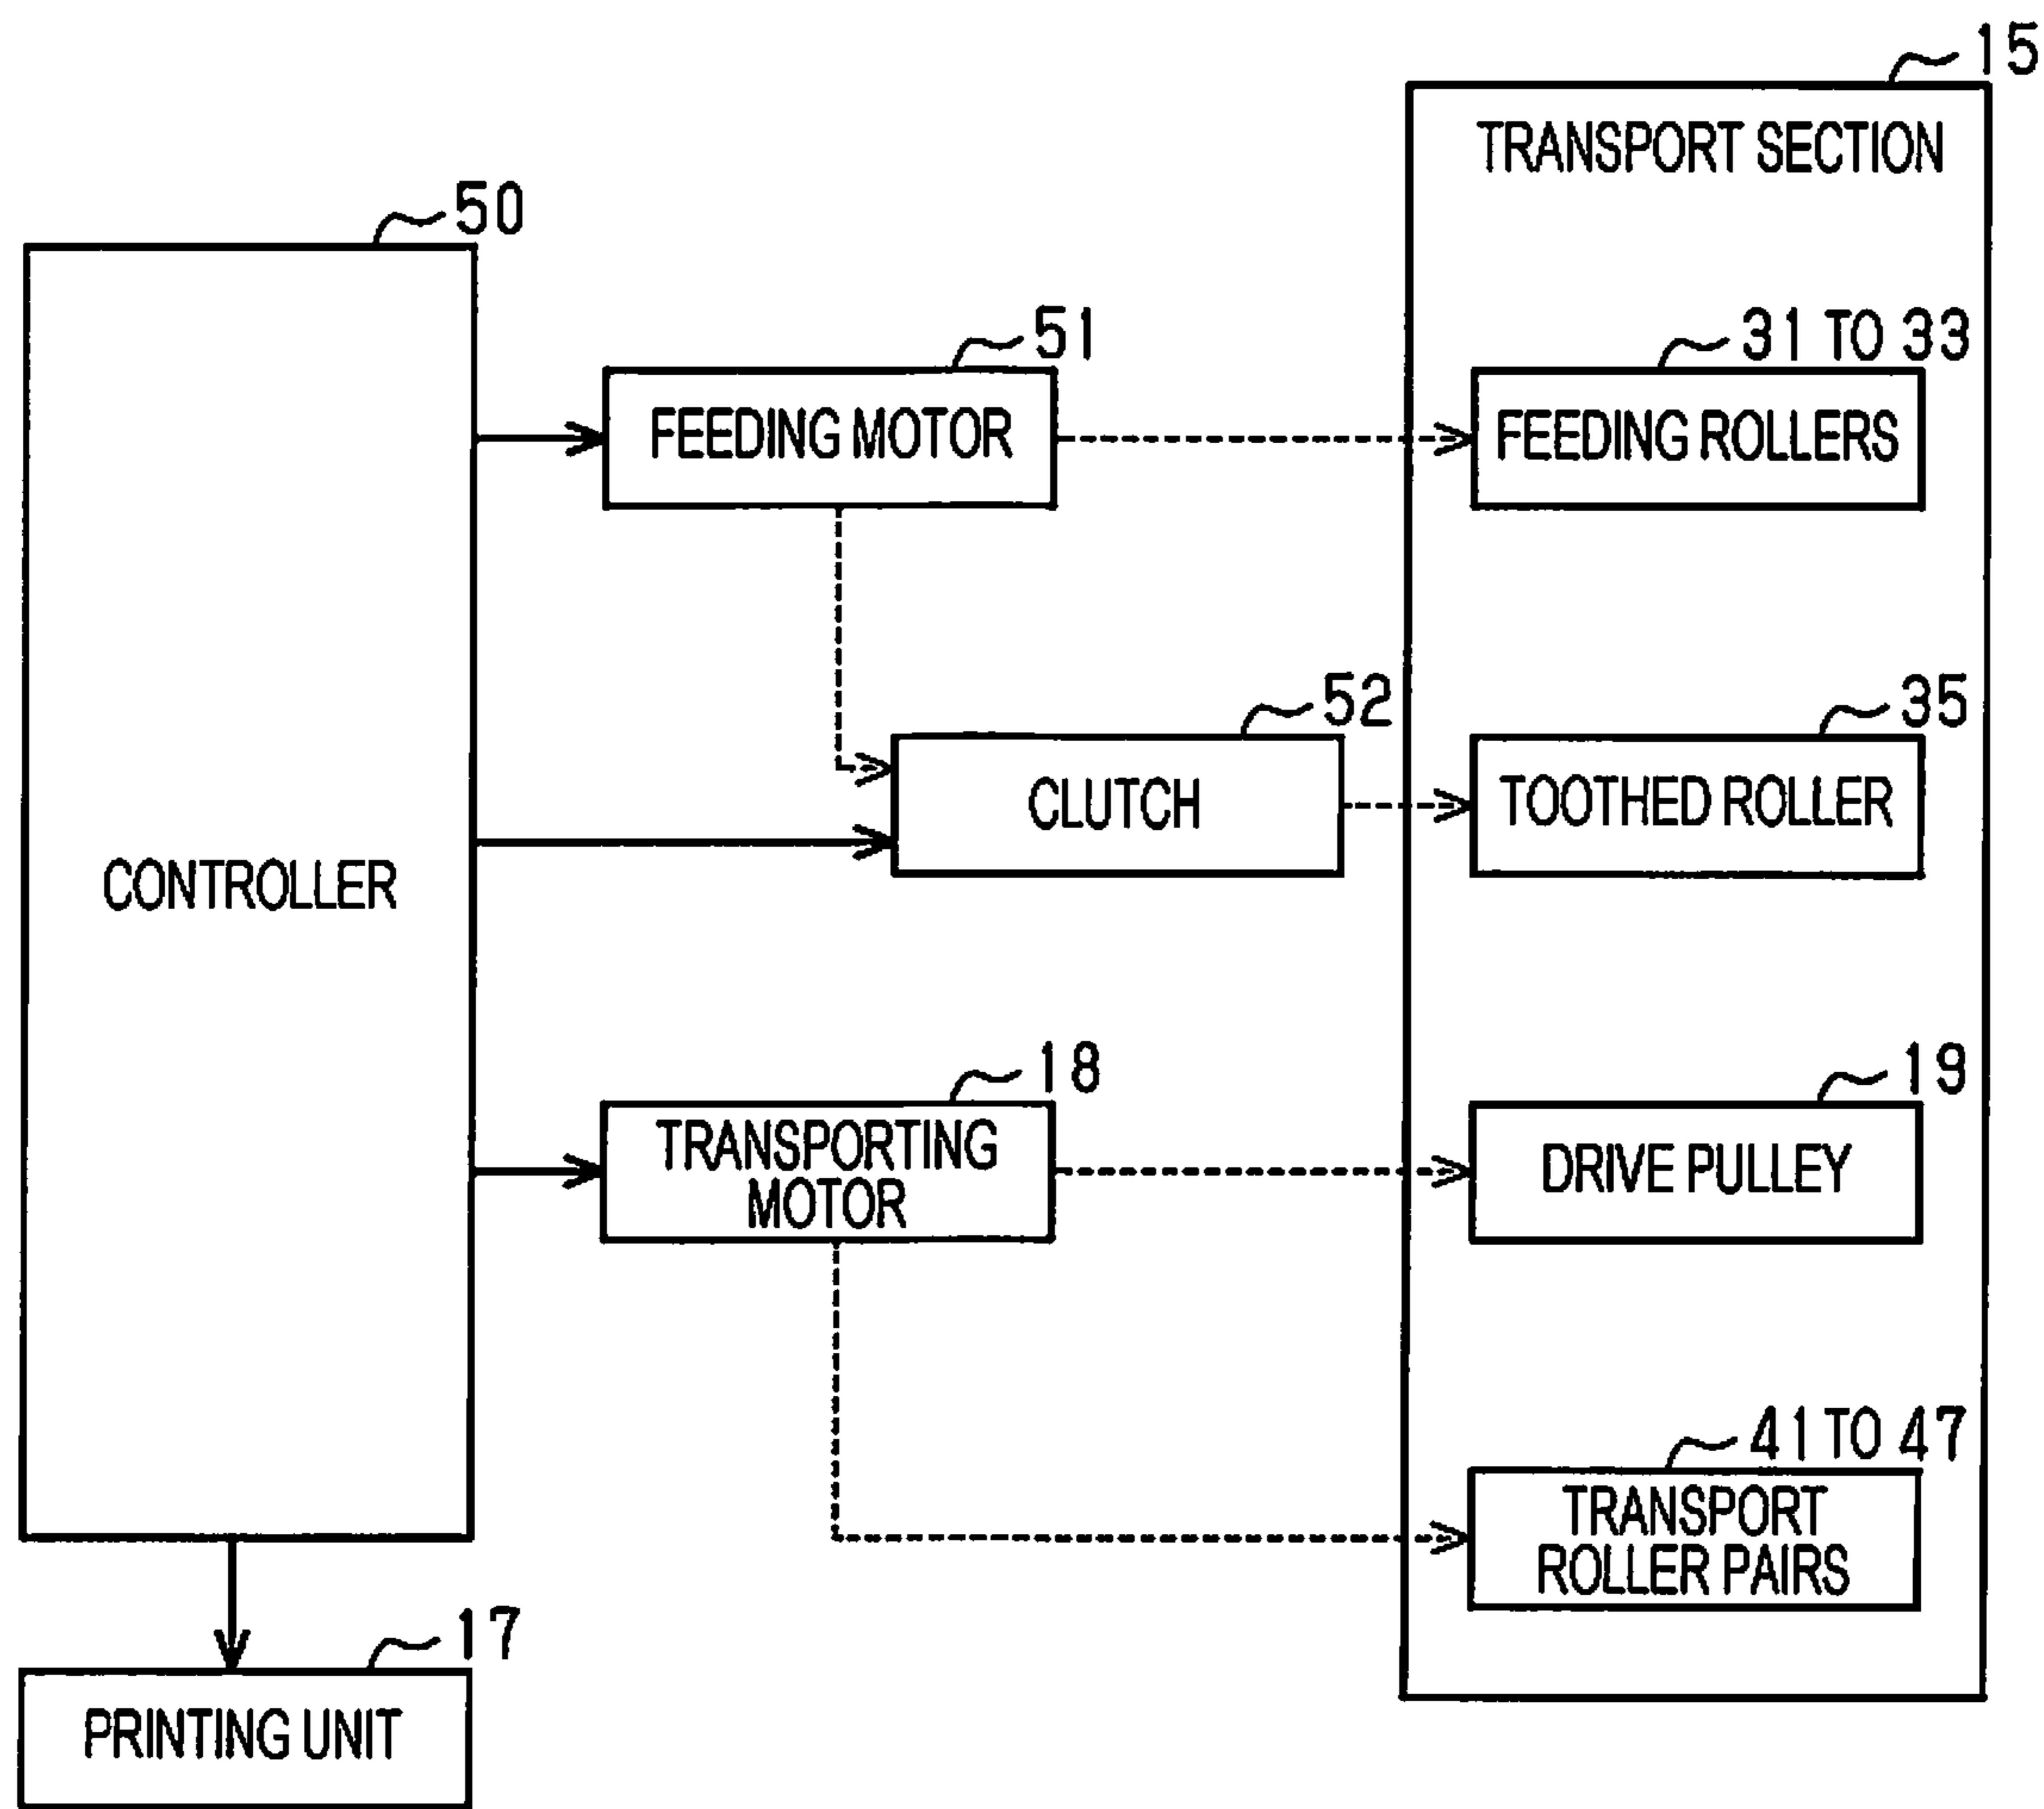 15
TRANSPORT SECTION
50
51
31 TO 33
FEEDING MOTOR
FEEDING ROLLERS
52
35
CLUTCH
TOOTHED ROLLER
CONTROLLER
18
19
TRANSPORTING
MOTOR
DRIVE PULLEY
41 TO 47
TRANSPORT
ROLLER PAIRS
17
PRINTING UNIT